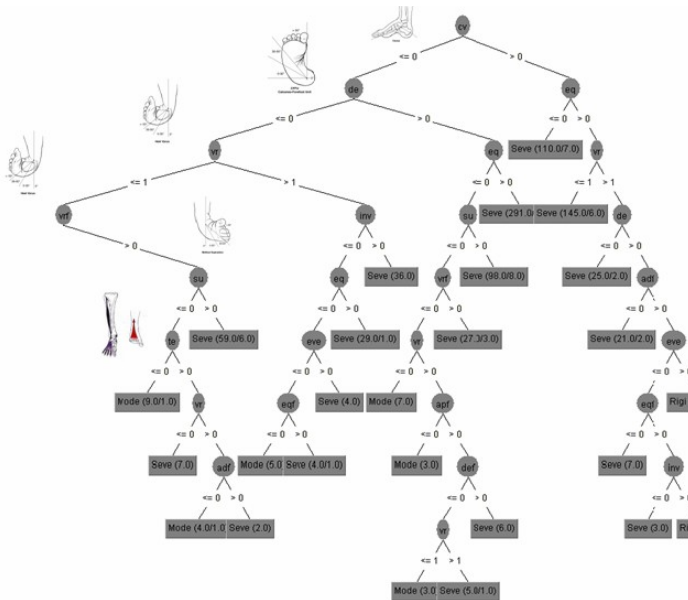 cv
<= 0 > 0
de eq
<= 0 > 0 <= 0 > 0
vr eq Seve (110.0/7.0) vr
<= 1 > 1 <= 0 > 0 <= 1 > 1
vrf inv su Seve (291.0/ Seve (145.0/6.0) de
> 0 <= 0 > 0 <= 0 > 0 <= 0 > 0
su eq Seve (36.0) vrf Seve (98.0/8.0) Seve (25.0/2.0) adf
<= 0 > 0 <= 0 > 0 <= 0 > 0 <= 0 > 0
te Seve (59.0/6.0) eve Seve (29.0/1.0) vr Seve (27.0/3.0) Seve (21.0/2.0) eve
<= 0 > 0 <= 0 > 0 <= 0 > 0 <= 0 > 0
Mode (9.0/1.0) vr eqf Seve (4.0) Mode (7.0) apf eqf Rigi
<= 0 > 0 <= 0 > 0 <= 0 > 0 <= 0 > 0
Seve (7.0) adf Mode (5.0 Seve (4.0/1.0) Mode (3.0) def Seve (7.0) inv
<= 0 > 0 <= 0 > 0 <= 0 > 0
Mode (4.0/1.0 Seve (2.0) vr Seve (6.0) Seve (3.0) Ri
<= 1 > 1
Mode (3.0 Seve (5.0/1.0)